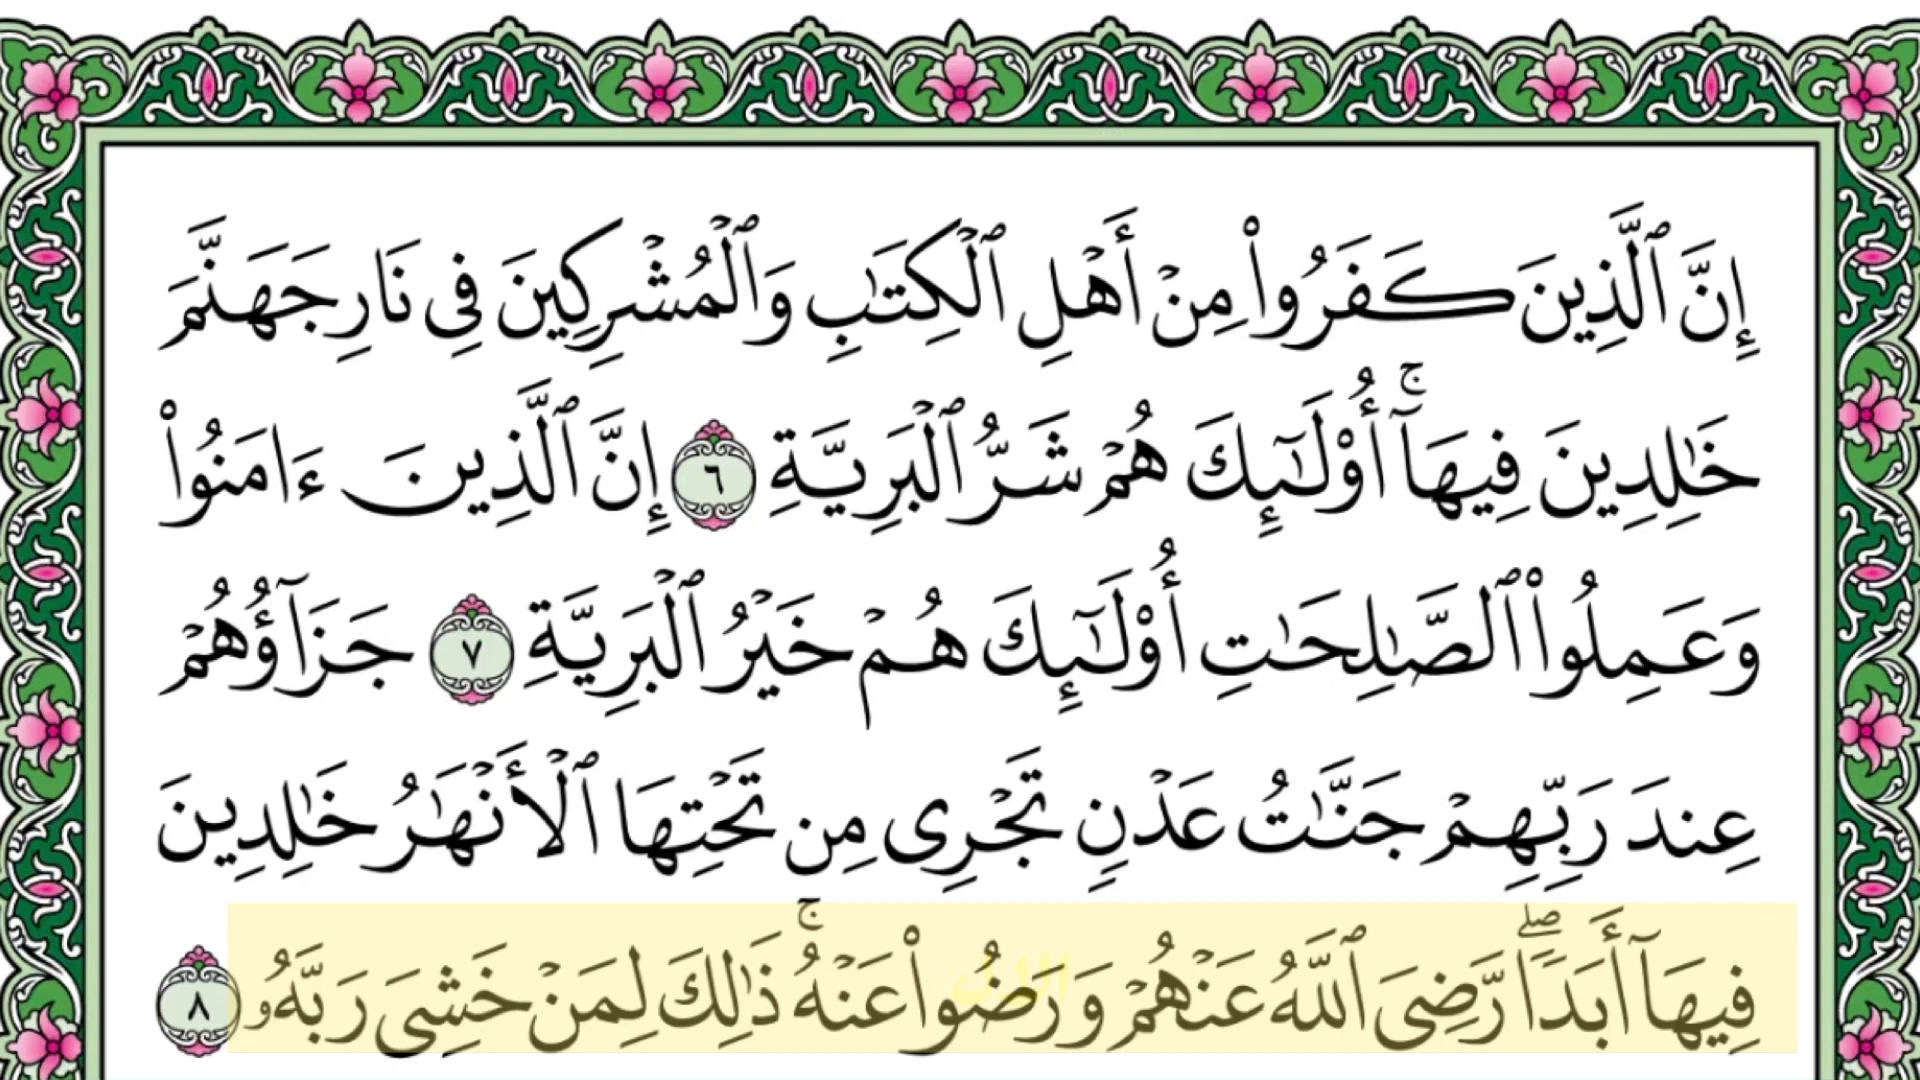 إِنَّ ٱلَّذِينَ كَفَرُوا۟ مِنْ أَهْلِ ٱلْكِتَـٰبِ وَٱلْمُشْرِكِينَ فِى نَارِ جَهَنَّمَ
خَـٰلِدِينَ فِيهَآ ۚ أُو۟لَـٰٓئِكَ هُمْ شَرُّ ٱلْبَرِيَّةِ ٦ إِنَّ ٱلَّذِينَ ءَامَنُوا۟
وَعَمِلُوا۟ ٱلصَّـٰلِحَـٰتِ أُو۟لَـٰٓئِكَ هُمْ خَيْرُ ٱلْبَرِيَّةِ ٧ جَزَآؤُهُمْ
عِندَ رَبِّهِمْ جَنَّـٰتُ عَدْنٍ تَجْرِى مِن تَحْتِهَا ٱلْأَنْهَـٰرُ خَـٰلِدِينَ
فِيهَآ أَبَدًا ۖ رَّضِىَ ٱللَّهُ عَنْهُمْ وَرَضُوا۟ عَنْهُ ۚ ذَٰلِكَ لِمَنْ خَشِىَ رَبَّهُۥ ٨